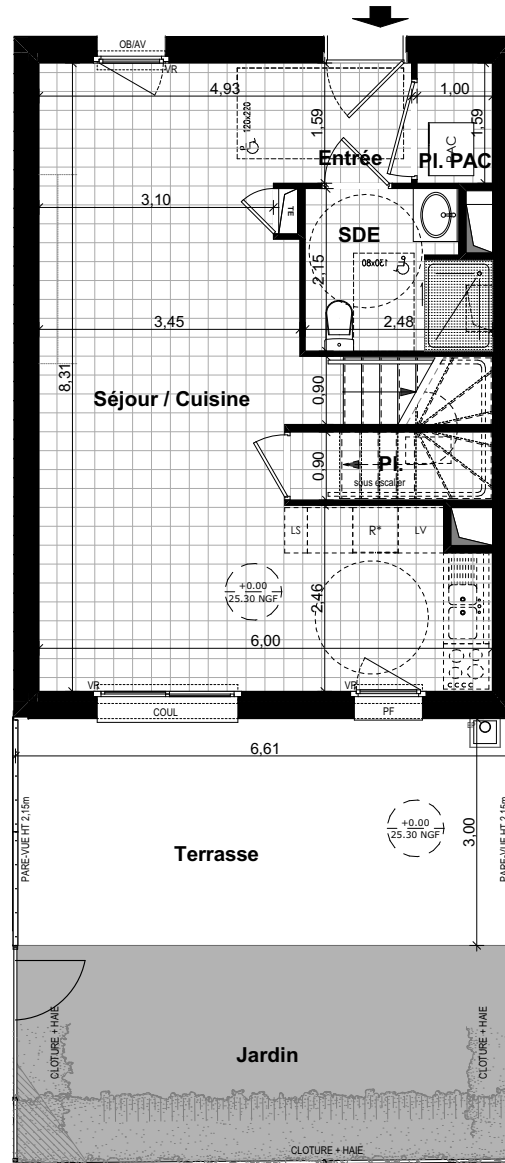 OB/AV
VR
4,93
1,00
120x220
1,59
PAC
1,59
Entrée
Pl. PAC
3,10
TE
SDE
130x80
2,15
3,45
2,48
8,31
Séjour / Cuisine
0,90
0,90
Pl.
sous escalier
LS
R*
LV
+0.00
25.30 NGF
2,46
6,00
VR
VR
COUL
PF
6,61
PARE-VUE HT 2,15m
+0.00
25.30 NGF
3,00
PARE-VUE HT 2,15m
Terrasse
CLOTURE + HAIE
CLOTURE + HAIE
Jardin
CLOTURE + HAIE